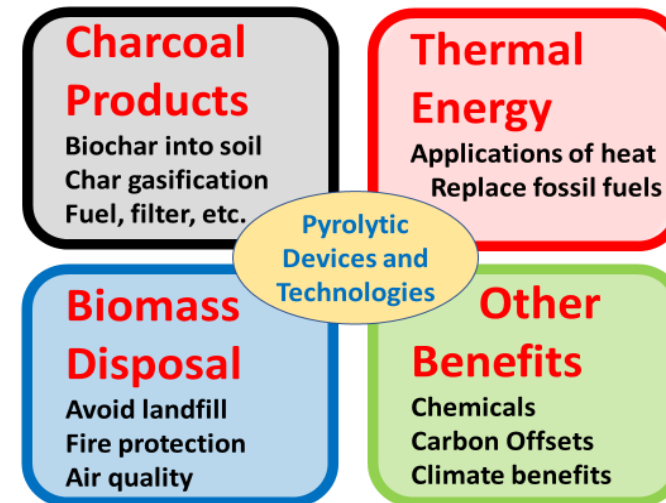 Charcoal
Products
Biochar into soil
Char gasification
Fuel, filter, etc.
Thermal
Energy
Applications of heat
Replace fossil fuels
Pyrolytic
Devices and
Technologies
Biomass
Disposal
Avoid landfill
Fire protection
Air quality
Other
Benefits
Chemicals
Carbon Offsets
Climate benefits